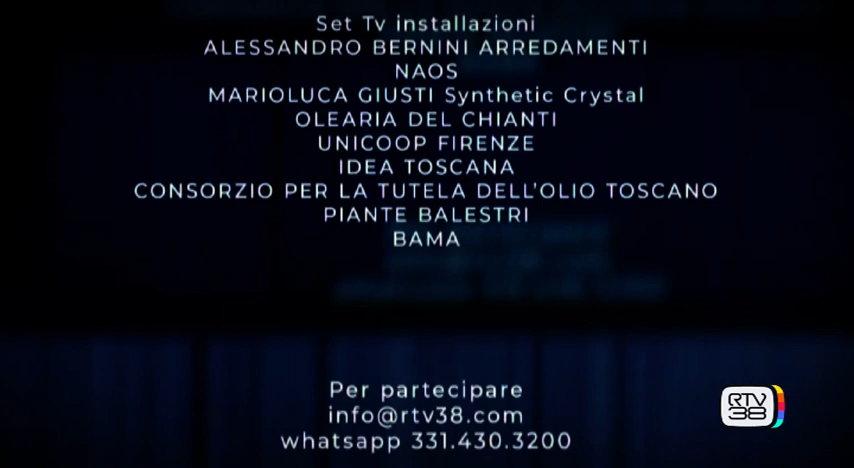 Set Tv installazioni
ALESSANDRO BERNINI ARREDAMENTI
NAOS
MARIOLUCA GIUSTI Synthetic Crystal
OLEARIA DEL CHIANTI
UNICOOP FIRENZE
IDEA TOSCANA
CONSORZIO PER LA TUTELA DELL'OLIO TOSCANO
PIANTE BALESTRI
BAMA
Per partecipare
info@rtv38.com
whatsapp 331.430.3200
RTV
38